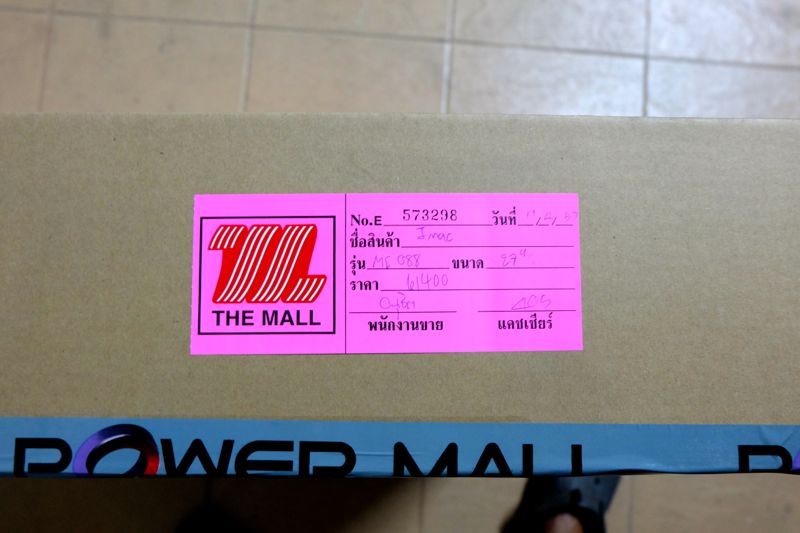 THE MALL
No.E 573298 วันที่
ชื่อสินค้า Imac
รุ่น ME 088 ขนาด 27"
ราคา 61400
พนักงานขาย แคชเชียร์
POWER MALL